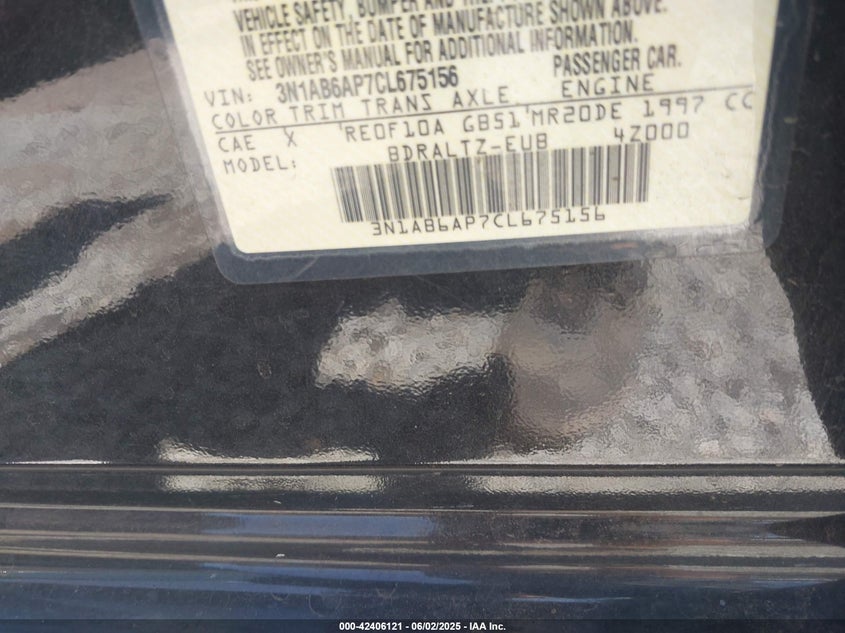 VEHICLE SAFETY, BUMPER AND
IN EFFECT ON THE DATE OF MANUFACTURE SHOWN ABOVE.
SEE OWNER'S MANUAL FOR ADDITIONAL INFORMATION.
VIN: 3N1AB6AP7CL675156 PASSENGER CAR.
COLOR TRIM TRANS AXLE ENGINE
CAE X RE0F10A GB51 MR20DE 1997 CC
MODEL: BDRALTZ-EUB 4Z000
3N1AB6AP7CL675156
000-42406121 - 06/02/2025 - IAA Inc.